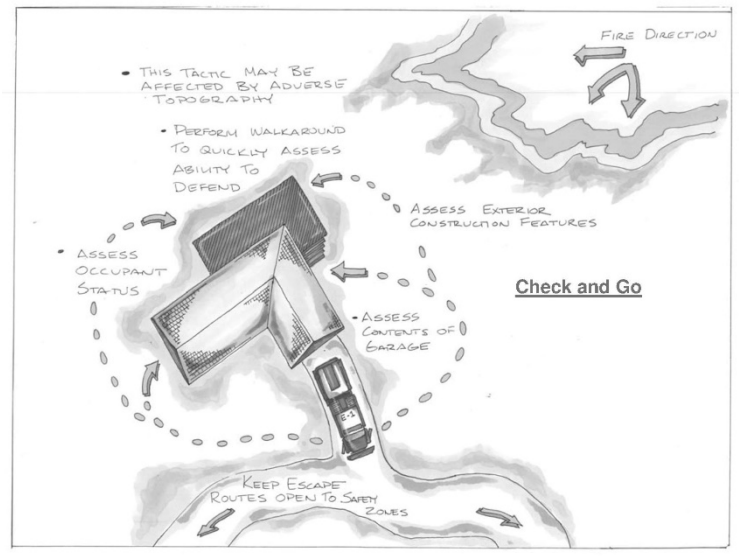 FIRE DIRECTION
• THIS TACTIC MAY BE
AFFECTED BY ADVERSE
TOPOGRAPHY
• PERFORM WALKAROUND
TO QUICKLY ASSESS
ABILITY TO
DEFEND
• ASSESS EXTERIOR
CONSTRUCTION FEATURES
• ASSESS
OCCUPANT
STATUS
Check and Go
• ASSESS
CONTENTS OF
GARAGE
E-1
KEEP ESCAPE
ROUTES OPEN TO SAFETY
ZONES